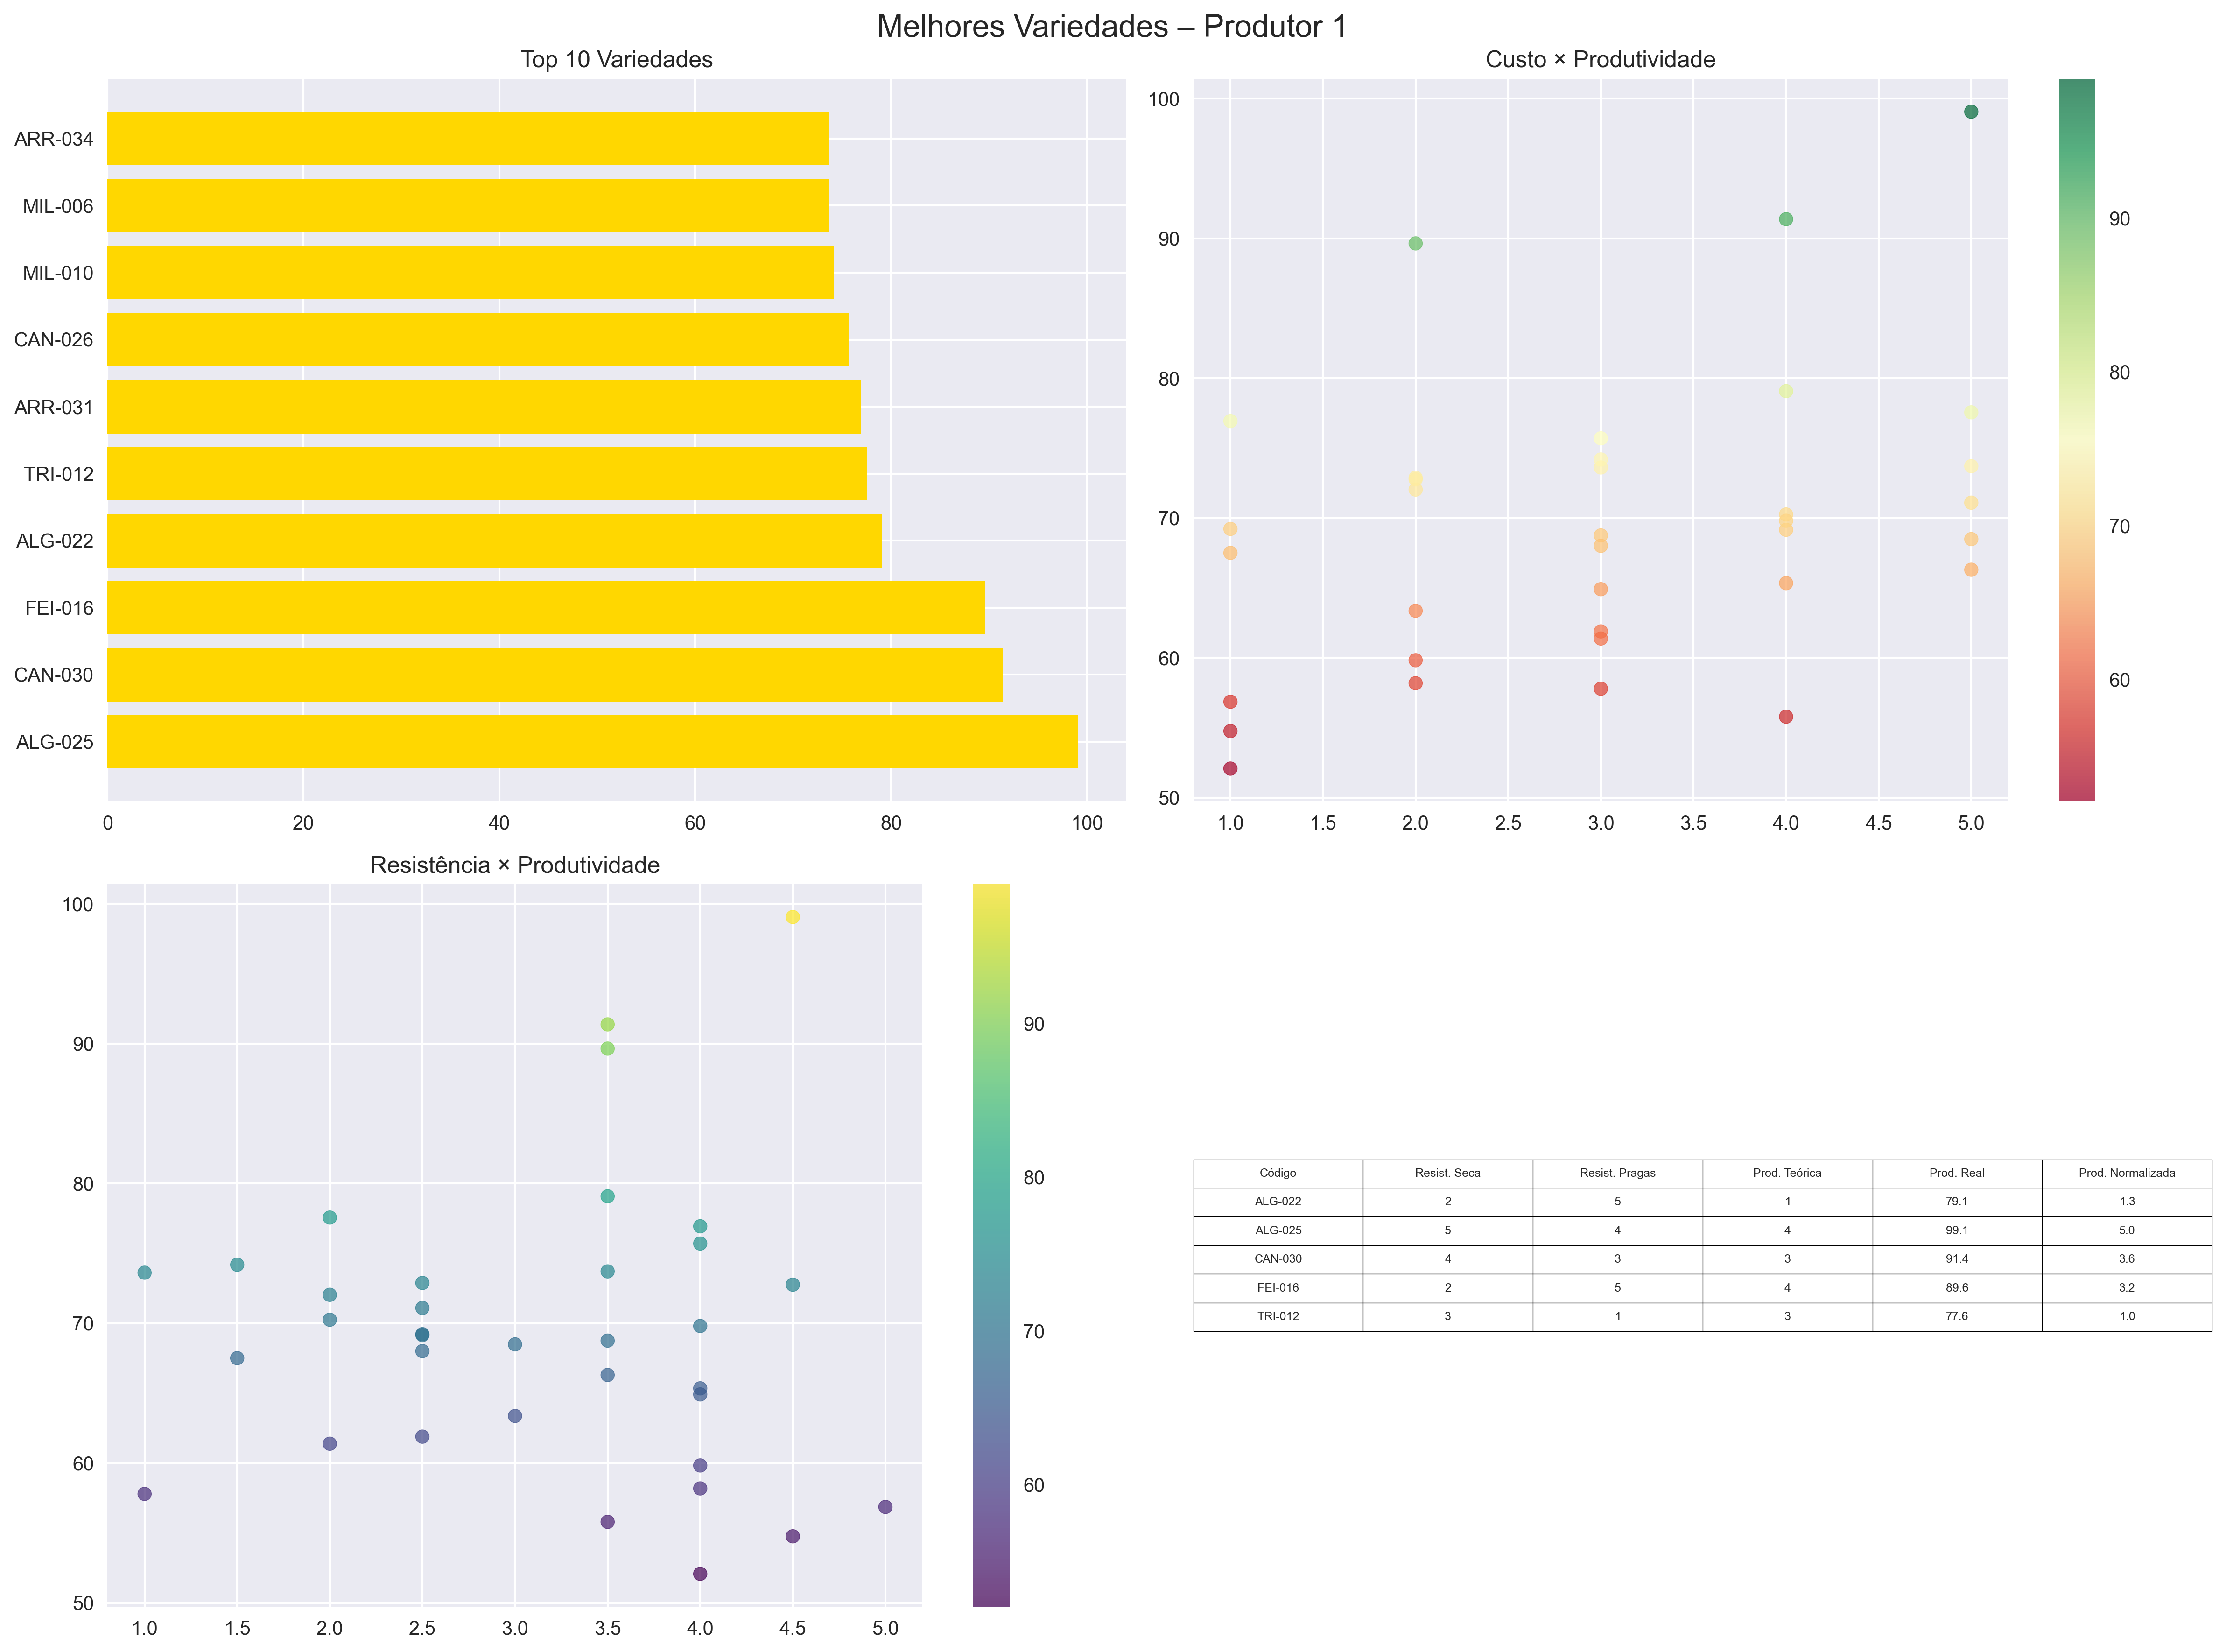 Melhores Variedades – Produtor 1
Top 10 Variedades
ARR-034
MIL-006
MIL-010
CAN-026
ARR-031
TRI-012
ALG-022
FEI-016
CAN-030
ALG-025
0 20 40 60 80 100
Custo × Produtividade
100
90
80
70
60
50
1.0 1.5 2.0 2.5 3.0 3.5 4.0 4.5 5.0
90
80
70
60
Resistência × Produtividade
100
90
80
70
60
50
1.0 1.5 2.0 2.5 3.0 3.5 4.0 4.5 5.0
90
80
70
60
Código Resist. Seca Resist. Pragas Prod. Teórica Prod. Real Prod. Normalizada
ALG-022 2 5 1 79.1 1.3
ALG-025 5 4 4 99.1 5.0
CAN-030 4 3 3 91.4 3.6
FEI-016 2 5 4 89.6 3.2
TRI-012 3 1 3 77.6 1.0